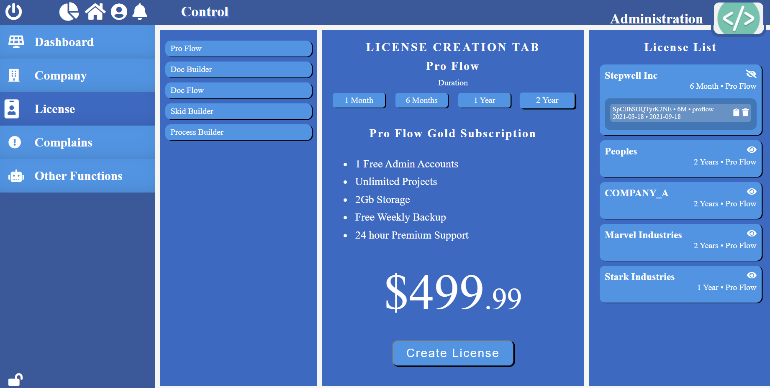 Control
Administration
</>
Dashboard
Company
License
Complains
Other Functions
Pro Flow
Doc Builder
Doc Flow
Skid Builder
Process Builder
LICENSE CREATION TAB
Pro Flow
Duration
1 Month
6 Months
1 Year
2 Year
Pro Flow Gold Subscription
• 1 Free Admin Accounts
• Unlimited Projects
• 2Gb Storage
• Free Weekly Backup
• 24 hour Premium Support
$499.99
Create License
License List
Stepwell Inc
6 Month • Pro Flow
• 6M • proflow
2021-03-18 • 2021-09-18
Peoples
2 Years • Pro Flow
COMPANY_A
2 Years • Pro Flow
Marvel Industries
2 Years • Pro Flow
Stark Industries
1 Year • Pro Flow